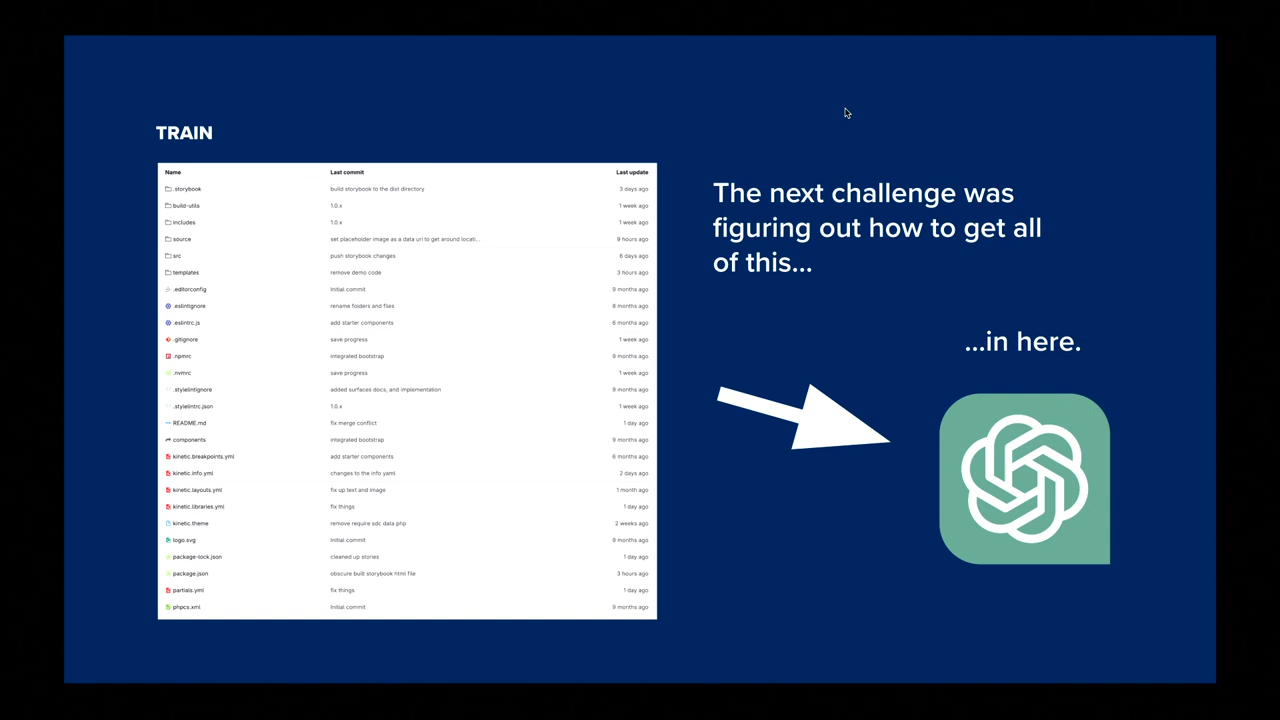 TRAIN
Name Last commit Last update
.storybook build storybook to the dist directory 3 days ago
build-utils 1.0.x 1 week ago
includes 1.0.x 1 week ago
source set placeholder image as a data uri to get around locati... 9 hours ago
src push storybook changes 6 days ago
templates remove demo code 3 hours ago
.editorconfig Initial commit 9 months ago
.eslintignore rename folders and files 8 months ago
.eslintrc.js add starter components 6 months ago
.gitignore save progress 1 week ago
.npmrc integrated bootstrap 9 months ago
.nvmrc save progress 1 week ago
.stylelintignore added surfaces docs, and implementation 9 months ago
.stylelintrc.json 1.0.x 1 week ago
README.md fix merge conflict 1 day ago
components integrated bootstrap 9 months ago
kinetic.breakpoints.yml add starter components 6 months ago
kinetic.info.yml changes to the info yaml 2 days ago
kinetic.layouts.yml fix up text and image 1 month ago
kinetic.libraries.yml fix things 1 day ago
kinetic.theme remove require sdc data php 2 weeks ago
logo.svg Initial commit 9 months ago
package-lock.json cleaned up stories 1 day ago
package.json obscure built storybook html file 3 hours ago
partials.yml fix things 1 day ago
phpcs.xml Initial commit 9 months ago
The next challenge was
figuring out how to get all
of this...
...in here.